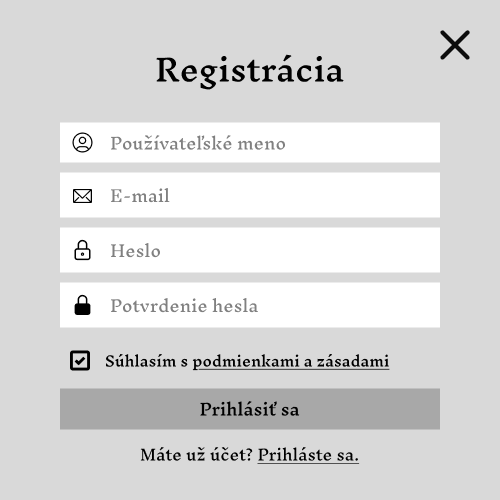 Registrácia
Používateľské meno
E-mail
Heslo
Potvrdenie hesla
Súhlasím s podmienkami a zásadami
Prihlásiť sa
Máte už účet? Prihláste sa.